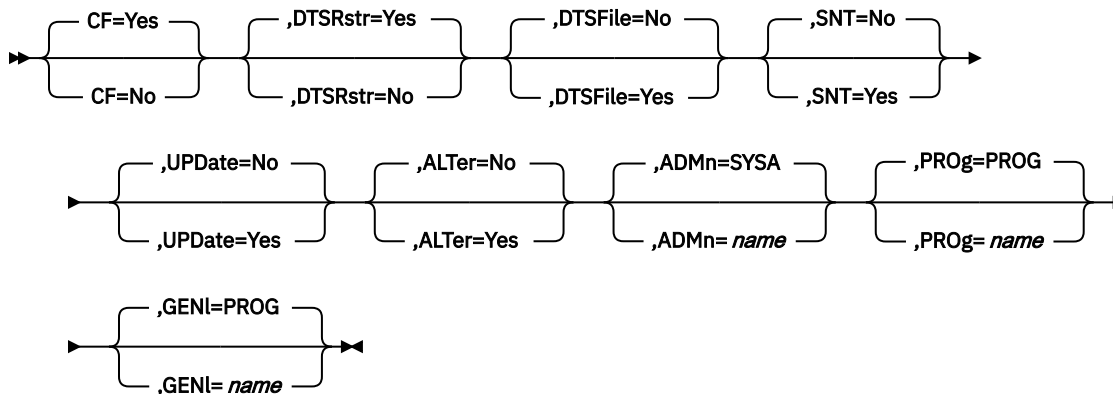 CF=Yes ,DTSRstr=Yes ,DTSFile=No ,SNT=No
CF=No ,DTSRstr=No ,DTSFile=Yes ,SNT=Yes
,UPDate=No ,ALTer=No ,ADMn=SYSA ,PROg=PROG
,UPDate=Yes ,ALTer=Yes ,ADMn= name ,PROg= name
,GENl=PROG
,GENl= name